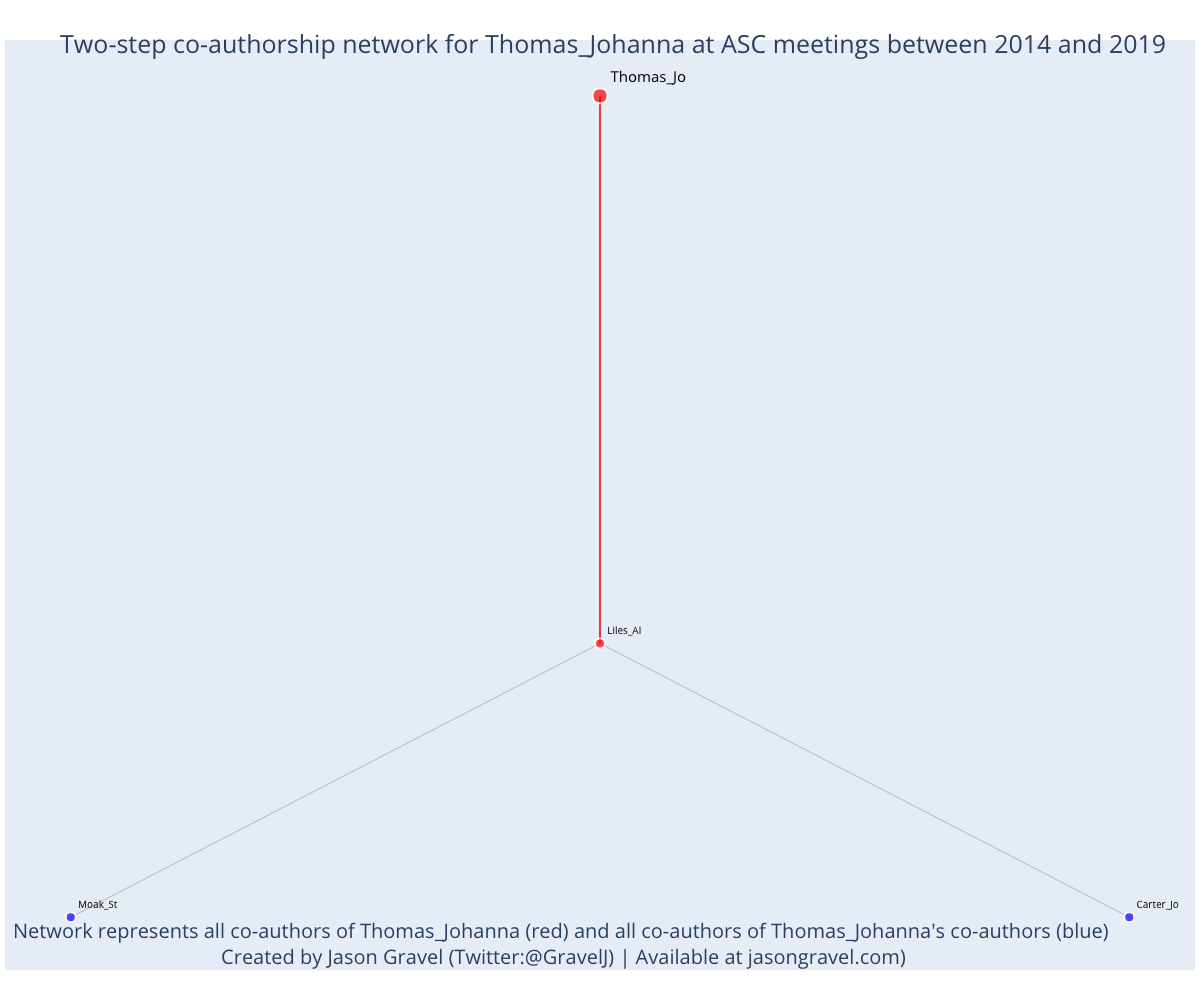 Two-step co-authorship network for Thomas_Johanna at ASC meetings between 2014 and 2019
Thomas_Jo
Liles_Al
Moak_St
Carter_Jo
Network represents all co-authors of Thomas_Johanna (red) and all co-authors of Thomas_Johanna's co-authors (blue)
Created by Jason Gravel (Twitter:@GravelJ) | Available at jasongravel.com)